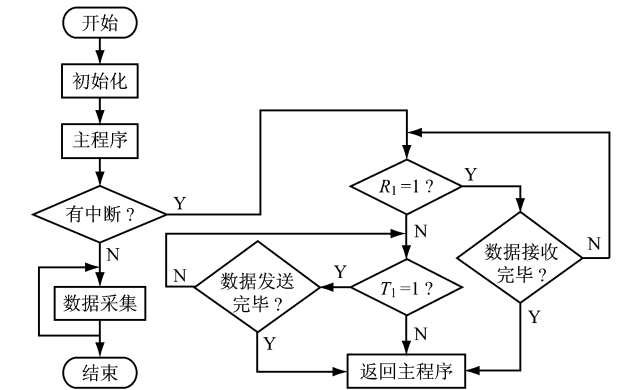 开始
初始化
主程序
有中断?
Y
N
数据采集
结束
R1=1?
Y
N
数据接收
完毕?
N
Y
T1=1?
Y
N
数据发送
完毕?
N
Y
返回主程序